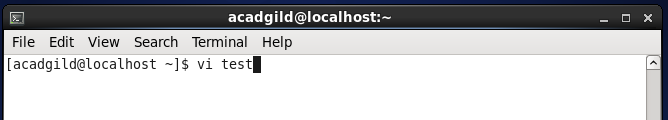 acadgild@localhost:~
File Edit View Search Terminal Help
[acadgild@localhost ~]$ vi test